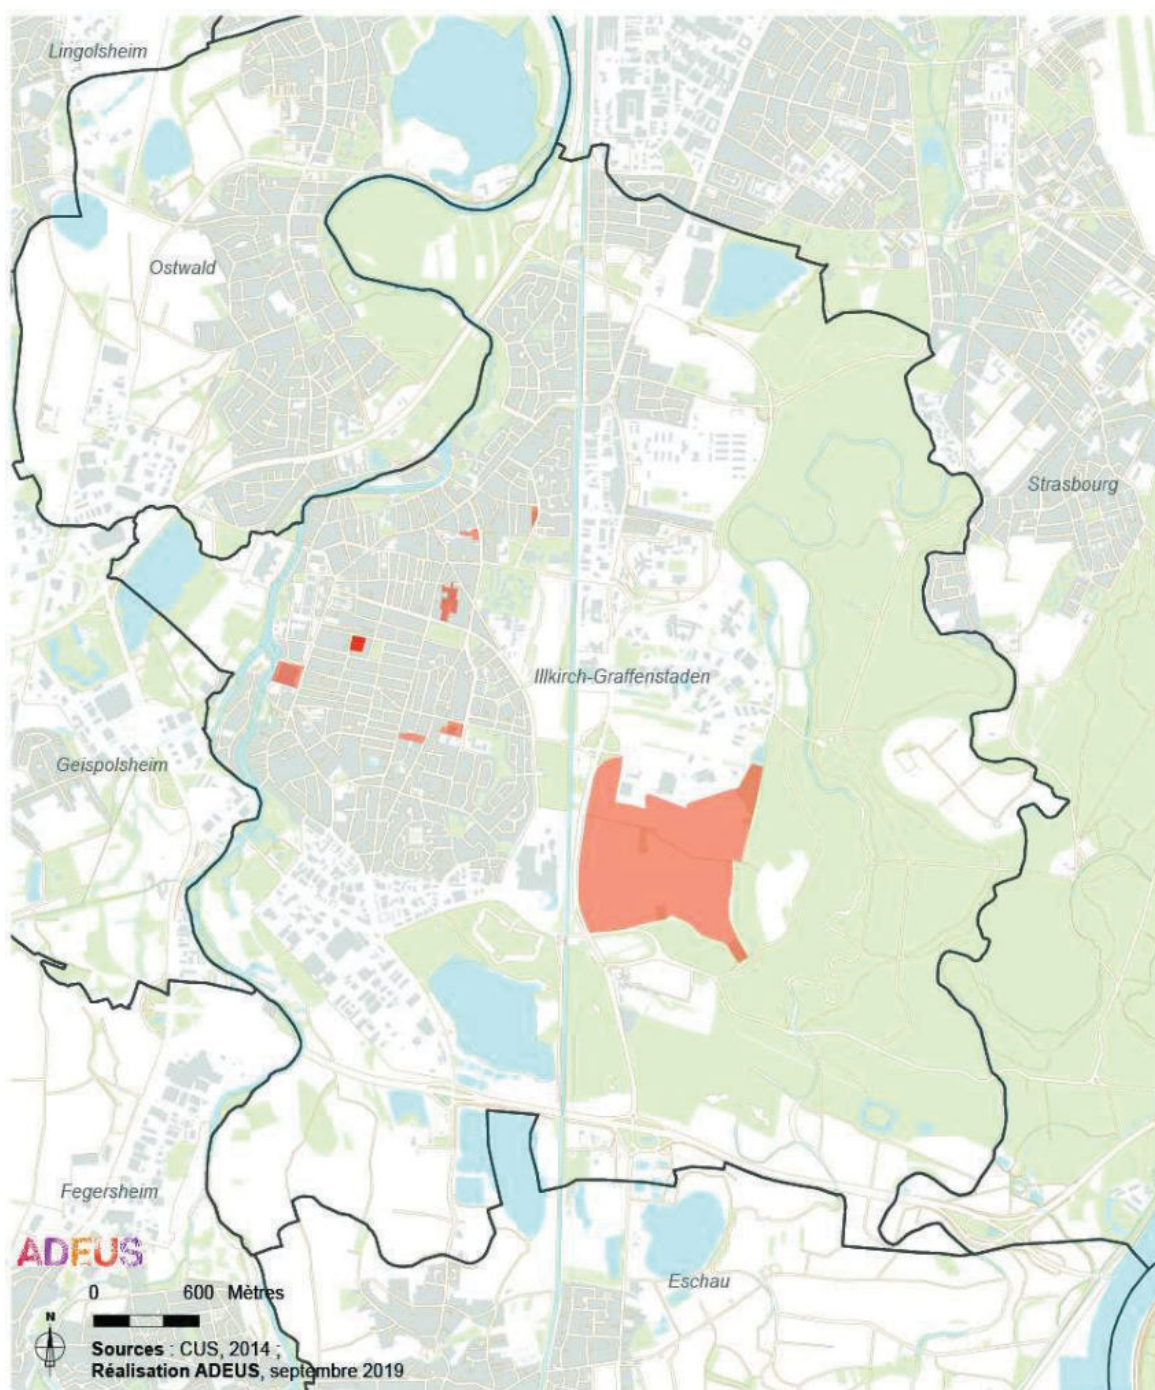 Lingolsheim
Ostwald
Strasbourg
Illkirch-Graffenstaden
Geispolsheim
Fegersheim
ADEUS
Eschau
0 600 Mètres
N
Sources : CUS, 2014 ;
Réalisation ADEUS, septembre 2019